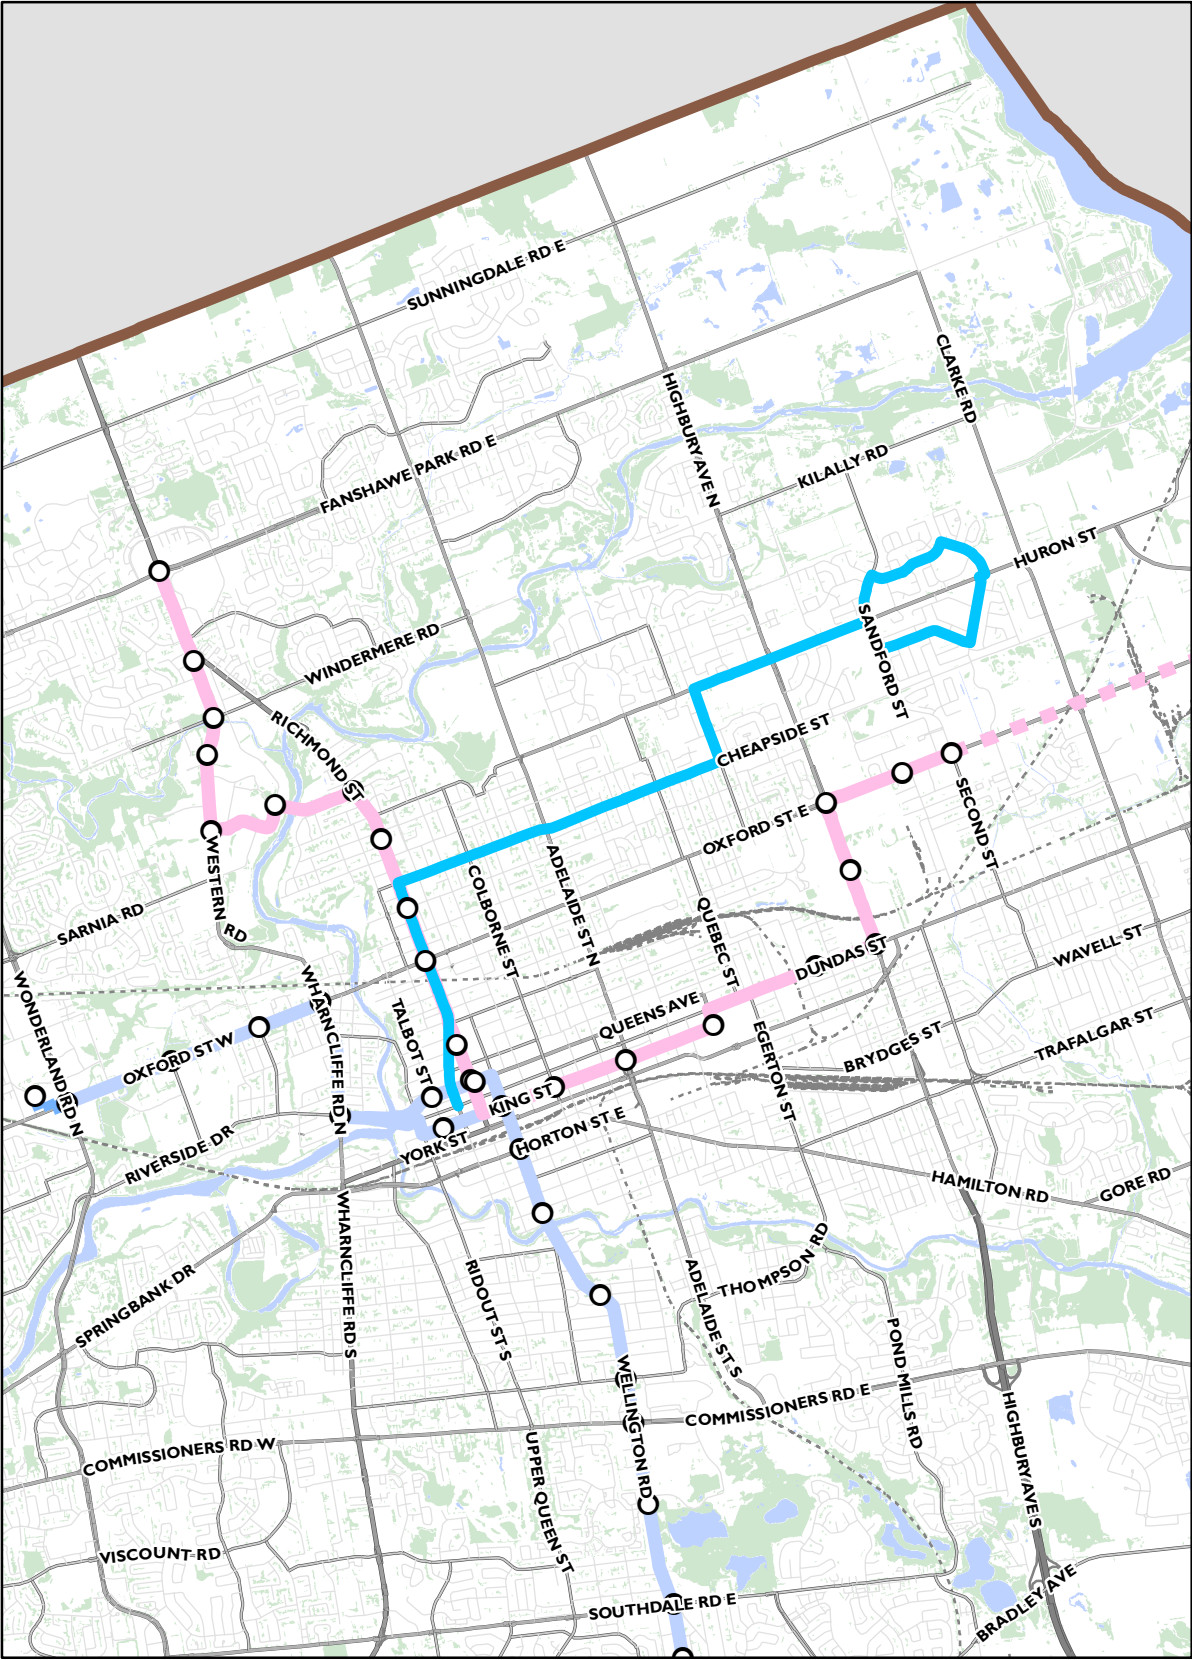 SUNNINGDALE RD E
CLARKE RD
HIGHBURY AVE N
FANSHAWE PARK RD E
KILALLY RD
HURON ST
WINDERMERE RD
SANDFORD ST
RICHMOND ST
CHEAPSIDE ST
SECOND ST
OXFORD ST E
WESTERN RD
ADELAIDE ST N
COLBORNE ST
QUEBEC ST
SARNIA RD
WAVELL ST
DUNDAS ST
WONDERLAND RD N
WHARNCLIFFE RD N
TALBOT ST
QUEENS AVE
EGERTON ST
BRYDGES ST
TRAFALGAR ST
OXFORD ST W
KING ST
HORTON ST E
YORK ST
RIVERSIDE DR
HAMILTON RD
GORE RD
WHARNCLIFFE RD S
THOMPSON RD
SPRINGBANK DR
RIDOUT ST S
ADELAIDE ST S
POND MILLS RD
WELLINGTON RD
COMMISSIONERS RD E
HIGHBURY AVE S
COMMISSIONERS RD W
UPPER QUEEN ST
VISCOUNT RD
SOUTHDALE RD E
BRADLEY AVE